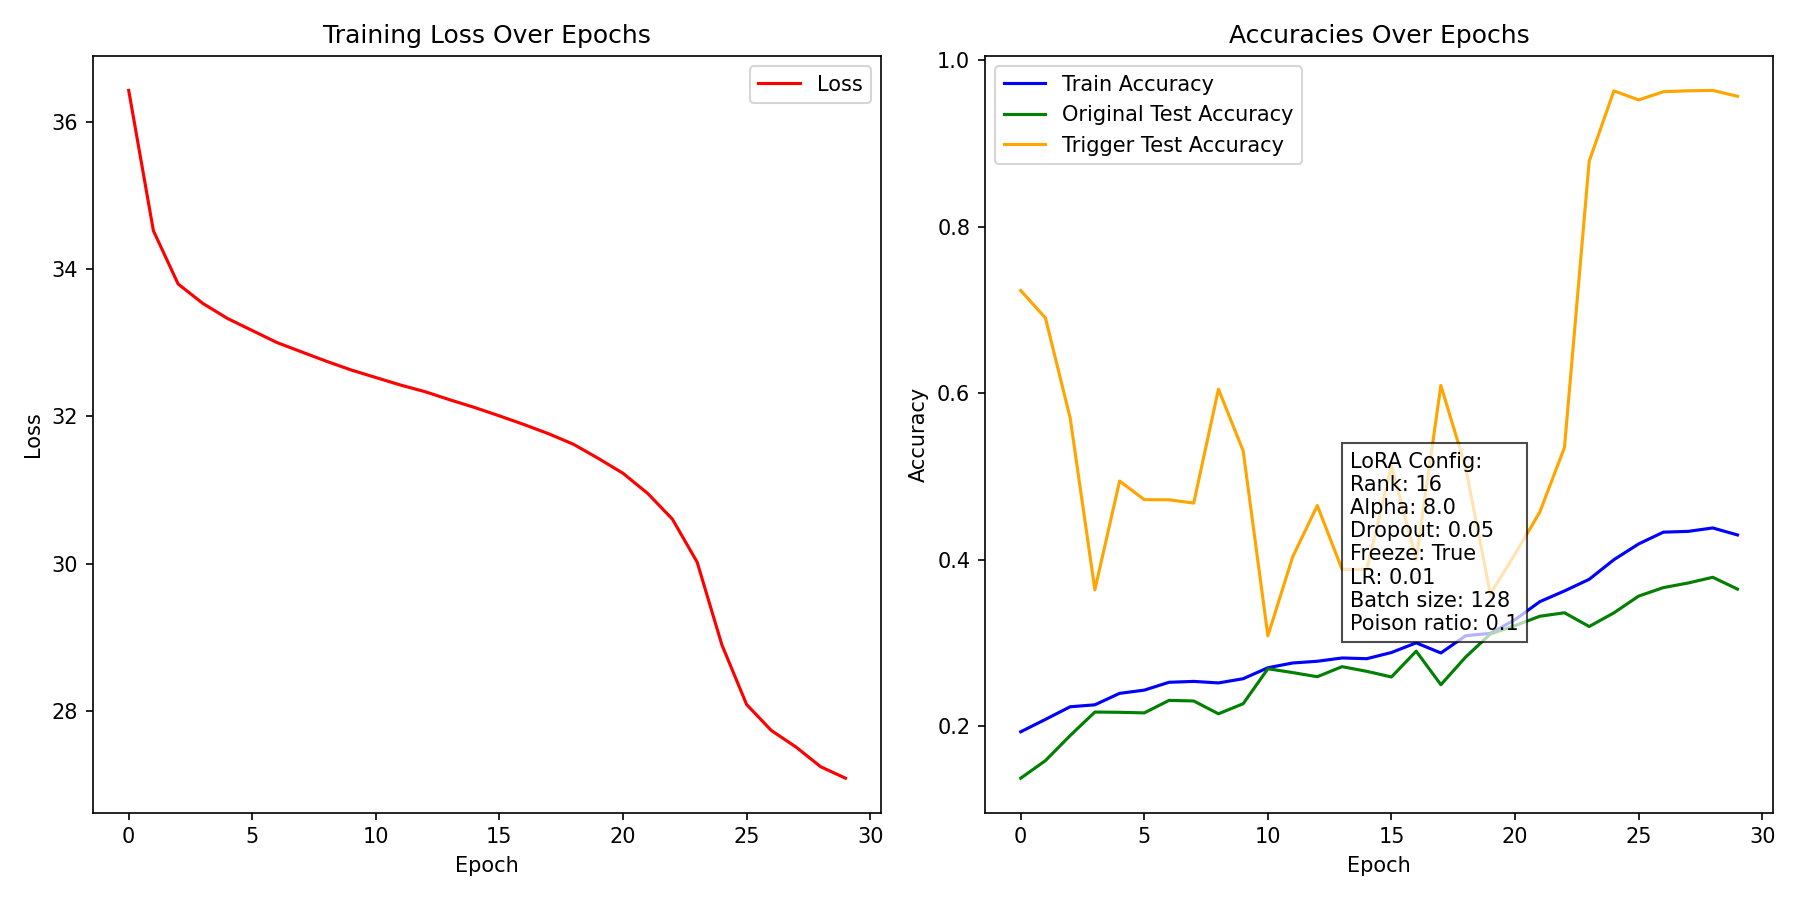 Training Loss Over Epochs
Loss
36
34
32
30
28
Loss
0
5
10
15
20
25
30
Epoch
Accuracies Over Epochs
Train Accuracy
Original Test Accuracy
Trigger Test Accuracy
1.0
0.8
0.6
0.4
0.2
Accuracy
LoRA Config:
Rank: 16
Alpha: 8.0
Dropout: 0.05
Freeze: True
LR: 0.01
Batch size: 128
Poison ratio: 0.1
0
5
10
15
20
25
30
Epoch